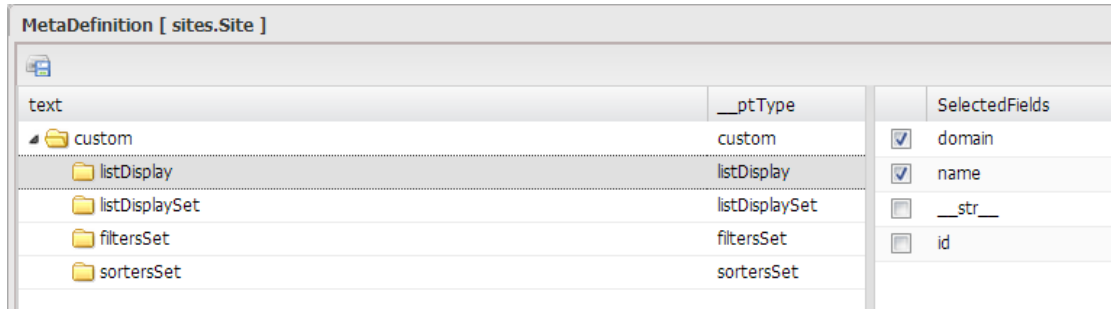 MetaDefinition [ sites.Site ]
text __ptType SelectedFields
custom custom domain
listDisplay listDisplay name
listDisplaySet listDisplaySet __str__
filtersSet filtersSet id
sortersSet sortersSet